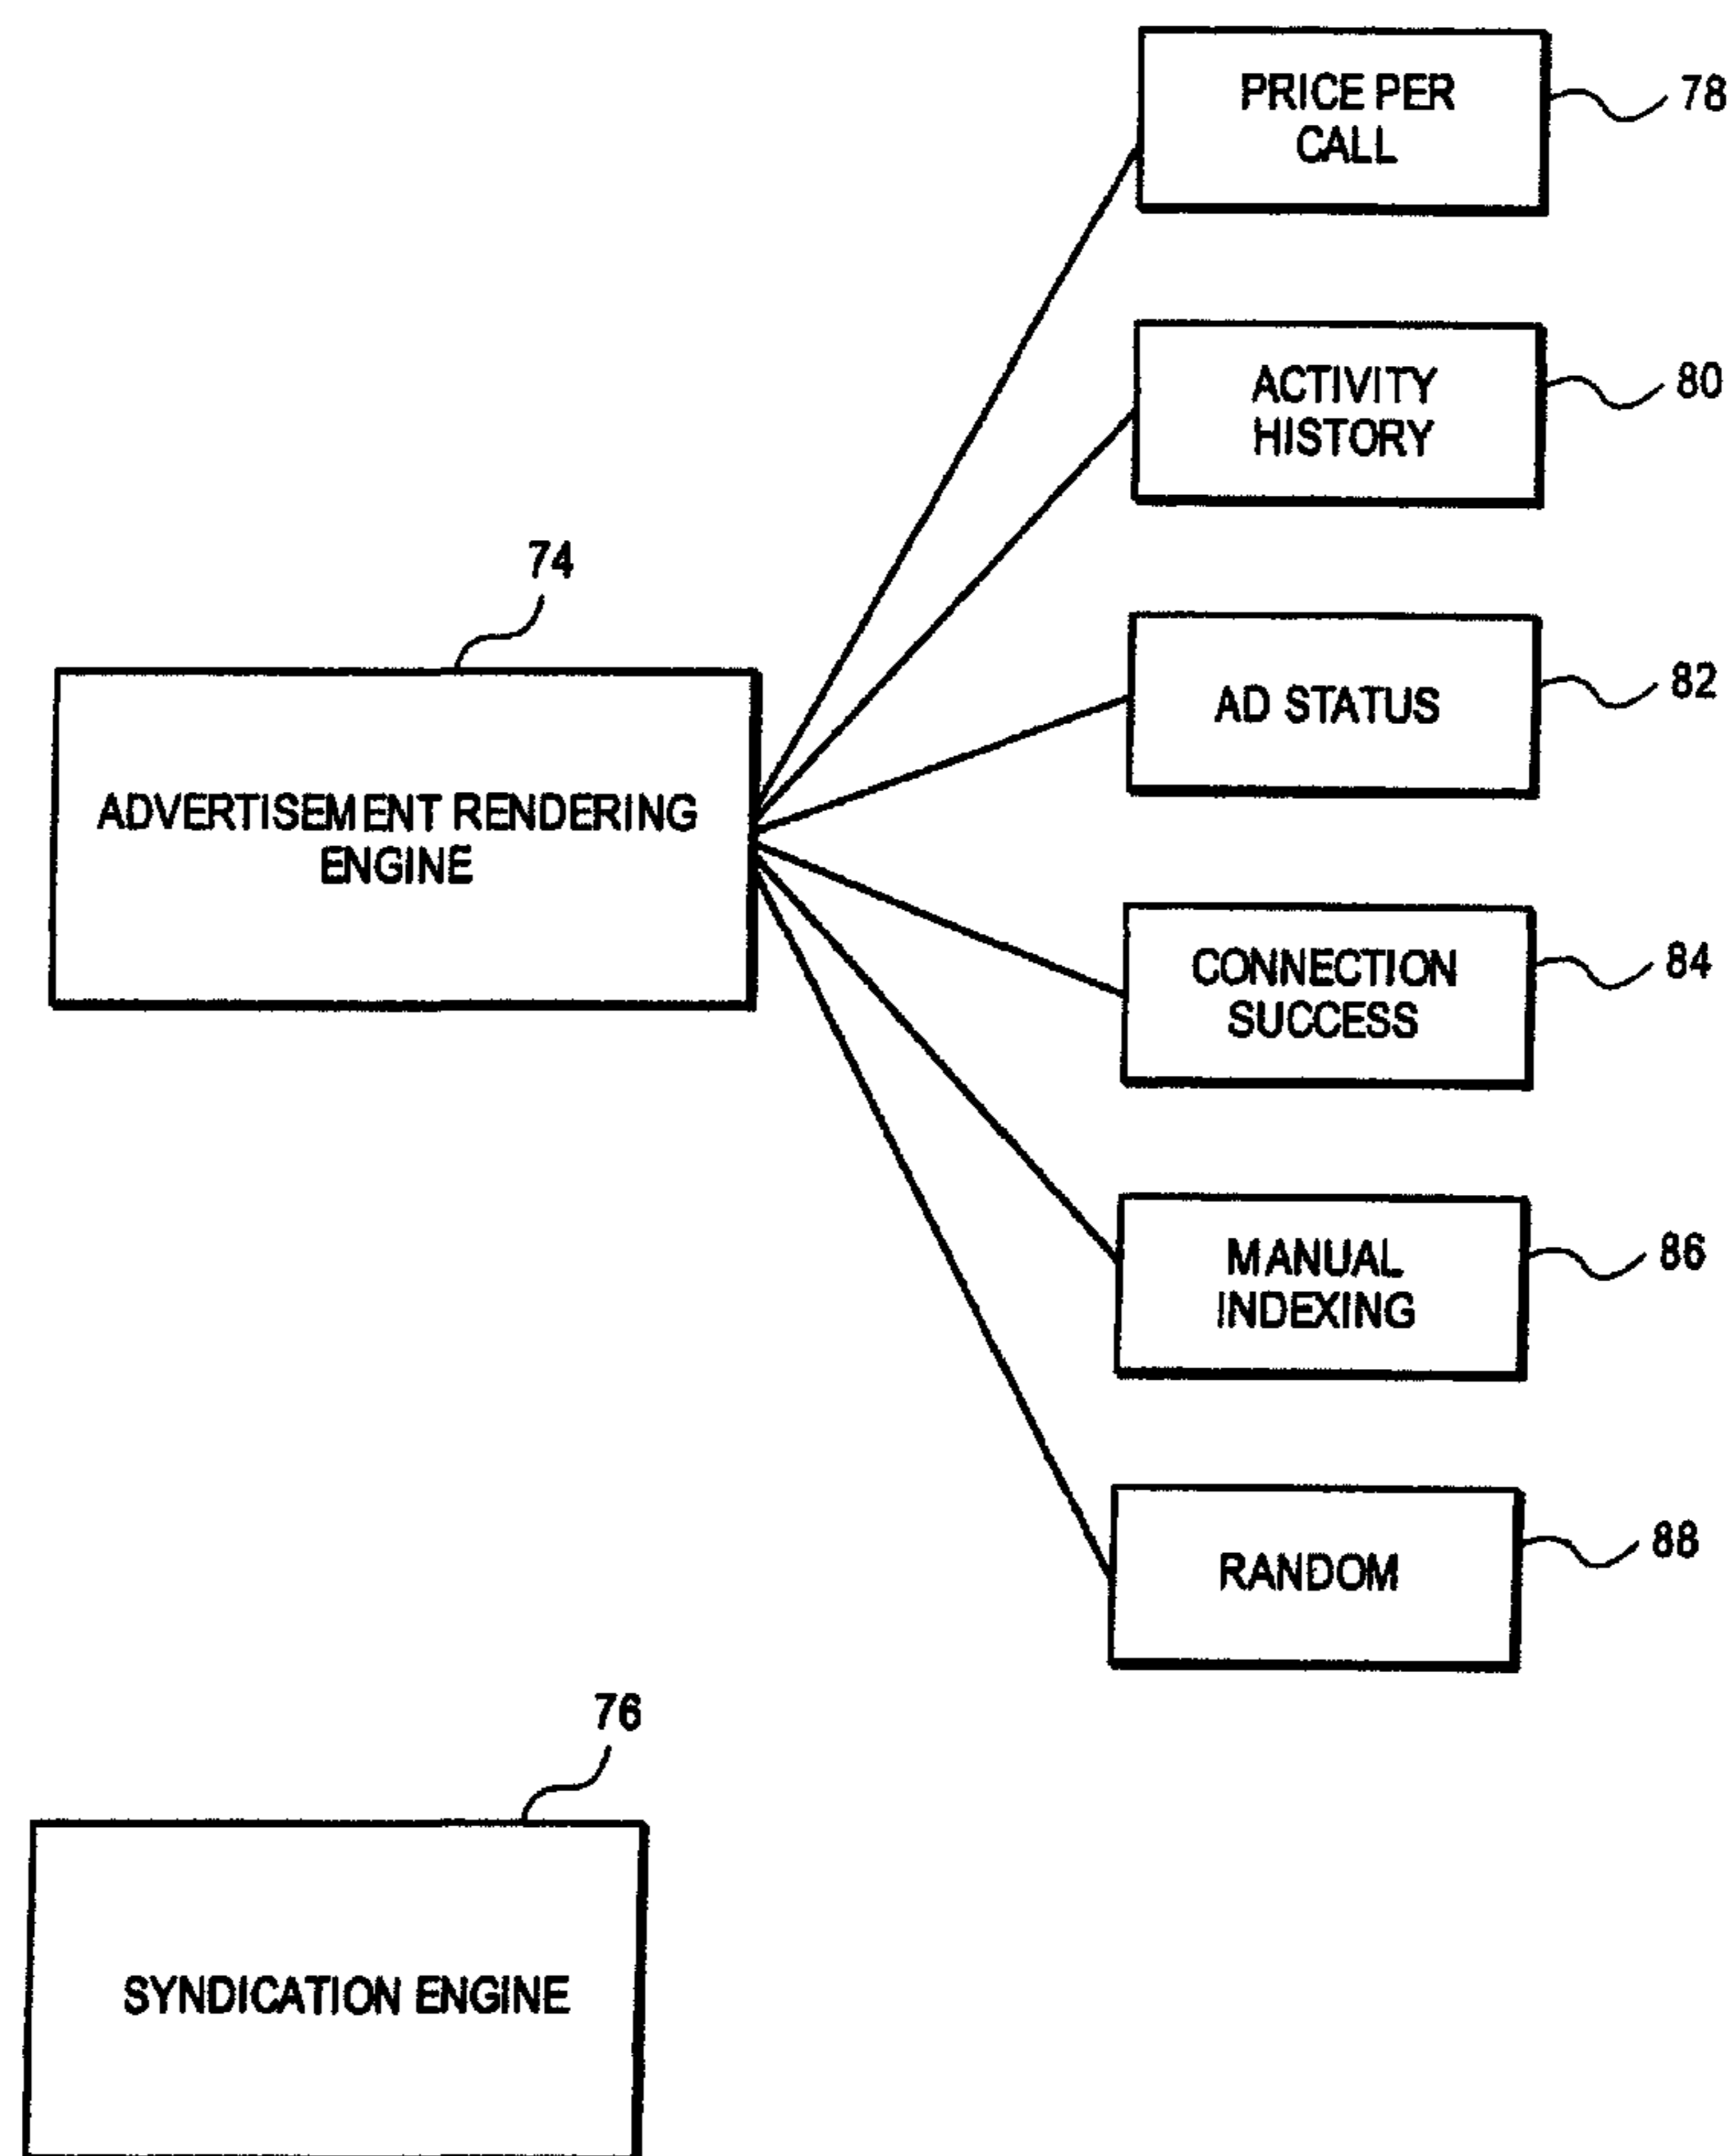 PRICE PER
CALL
78
ACTIVITY
HISTORY
80
74
AD STATUS
82
ADVERTISEMENT RENDERING
ENGINE
CONNECTION
SUCCESS
84
MANUAL
INDEXING
86
RANDOM
88
76
SYNDICATION ENGINE